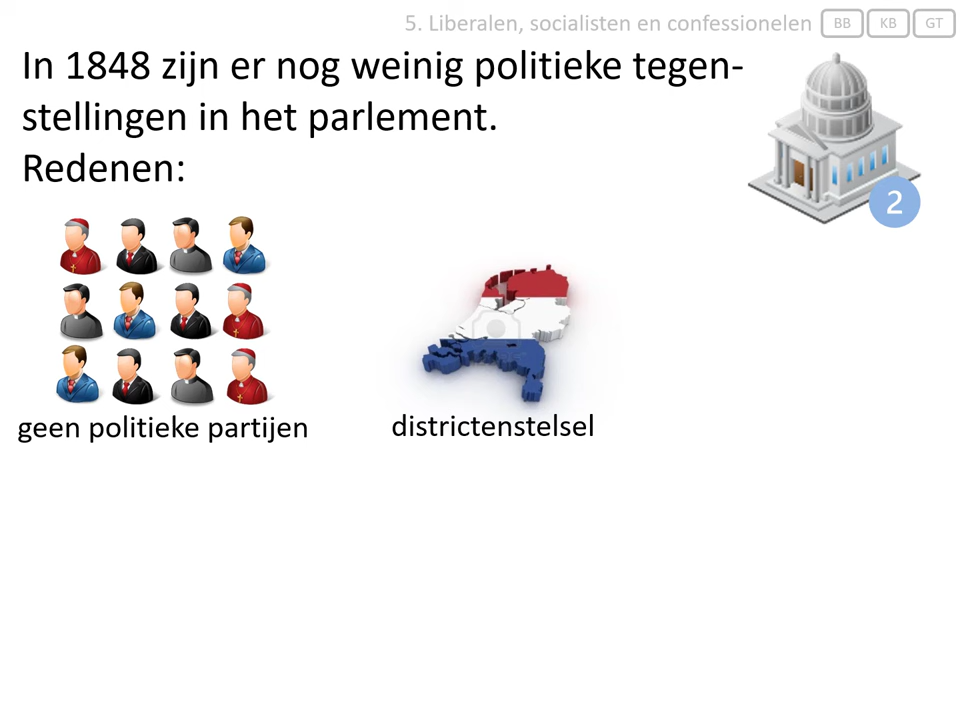 5. Liberalen, socialisten en confessionelen BB KB GT
In 1848 zijn er nog weinig politieke tegen-
stellingen in het parlement.
Redenen:
2
geen politieke partijen
districtenstelsel